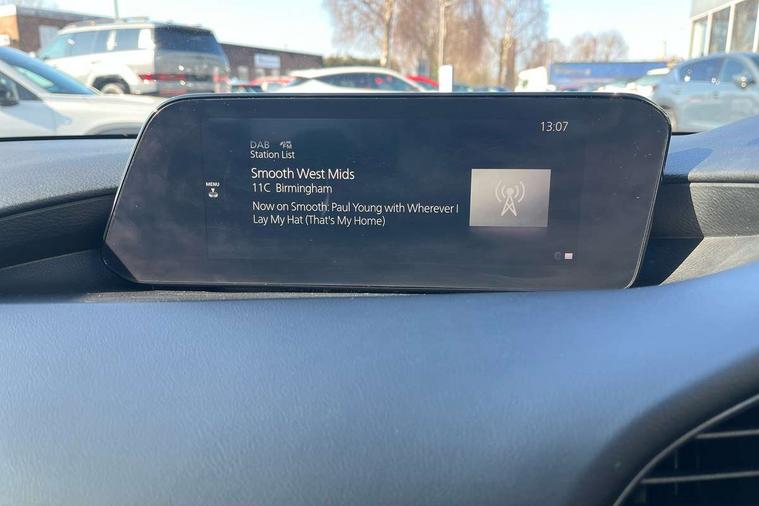 13:07
DAB
Station List
MENU
Smooth West Mids
11C Birmingham
Now on Smooth: Paul Young with Wherever I
Lay My Hat (That's My Home)